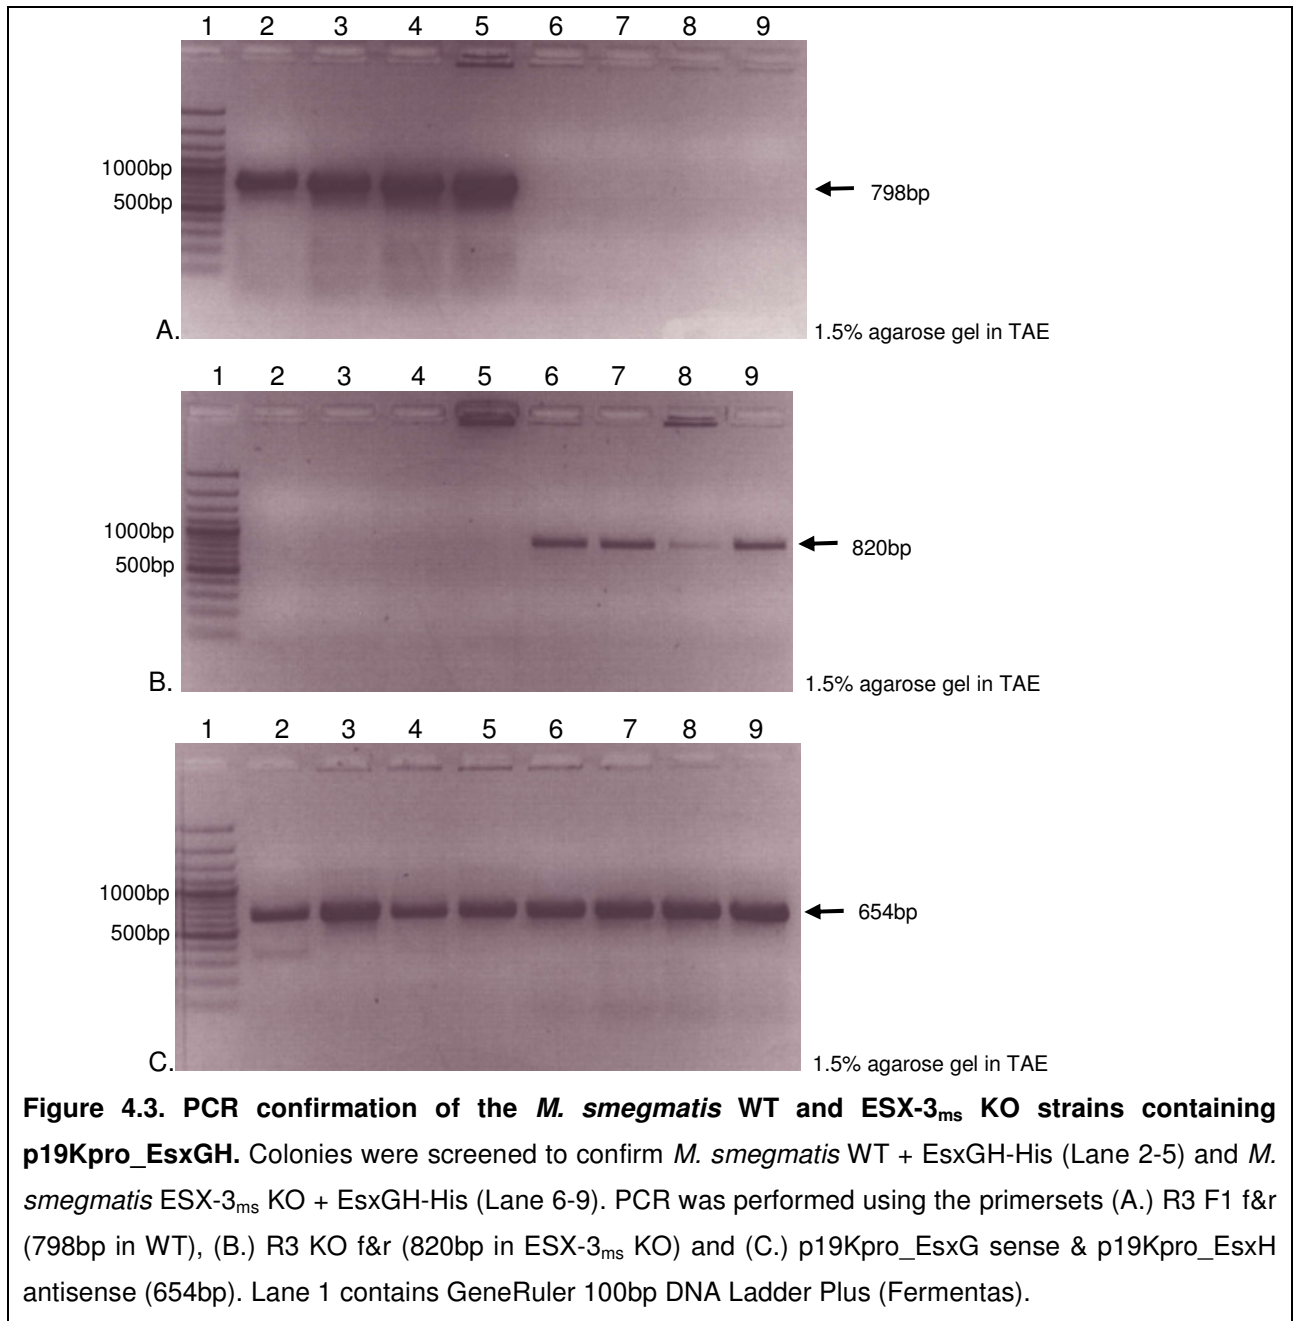 1 2 3 4 5 6 7 8 9
1000bp
500bp
798bp
A.
1.5% agarose gel in TAE
1 2 3 4 5 6 7 8 9
1000bp
500bp
820bp
B.
1.5% agarose gel in TAE
1 2 3 4 5 6 7 8 9
1000bp
500bp
654bp
C.
1.5% agarose gel in TAE
Figure 4.3. PCR confirmation of the M. smegmatis WT and ESX-3ms KO strains containing
p19Kpro_EsxGH. Colonies were screened to confirm M. smegmatis WT + EsxGH-His (Lane 2-5) and M.
smegmatis ESX-3ms KO + EsxGH-His (Lane 6-9). PCR was performed using the primersets (A.) R3 F1 f&r
(798bp in WT), (B.) R3 KO f&r (820bp in ESX-3ms KO) and (C.) p19Kpro_EsxG sense & p19Kpro_EsxH
antisense (654bp). Lane 1 contains GeneRuler 100bp DNA Ladder Plus (Fermentas).